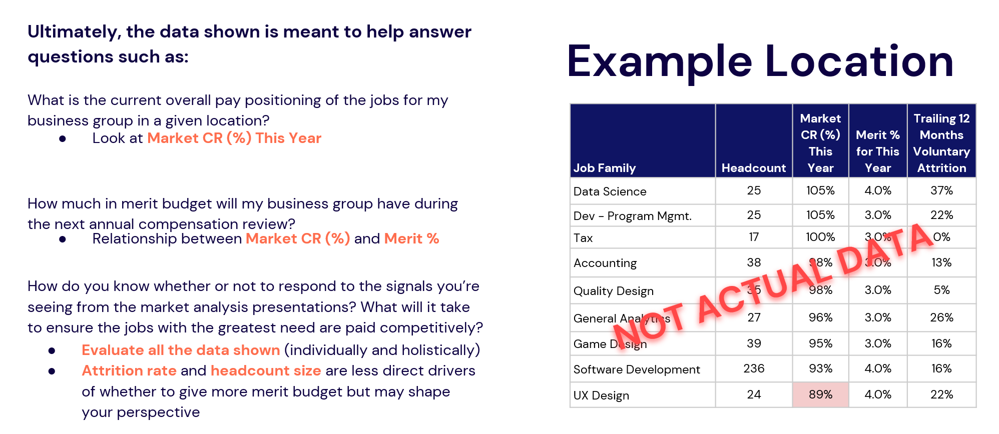 Ultimately, the data shown is meant to help answer
questions such as:
What is the current overall pay positioning of the jobs for my
business group in a given location?
● Look at Market CR (%) This Year
How much in merit budget will my business group have during
the next annual compensation review?
● Relationship between Market CR (%) and Merit %
How do you know whether or not to respond to the signals you’re
seeing from the market analysis presentations? What will it take
to ensure the jobs with the greatest need are paid competitively?
● Evaluate all the data shown (individually and holistically)
● Attrition rate and headcount size are less direct drivers
of whether to give more merit budget but may shape
your perspective
Example Location
Job Family Headcount Market CR (%) This Year Merit % for This Year Trailing 12 Months Voluntary Attrition
Data Science 25 105% 4.0% 37%
Dev - Program Mgmt. 25 105% 3.0% 22%
Tax 17 100% 3.0% 0%
Accounting 38 98% 3.0% 13%
Quality Design 35 98% 3.0% 5%
General Analytics 27 96% 3.0% 26%
Game Design 39 95% 3.0% 16%
Software Development 236 93% 4.0% 16%
UX Design 24 89% 4.0% 22%
NOT ACTUAL DATA